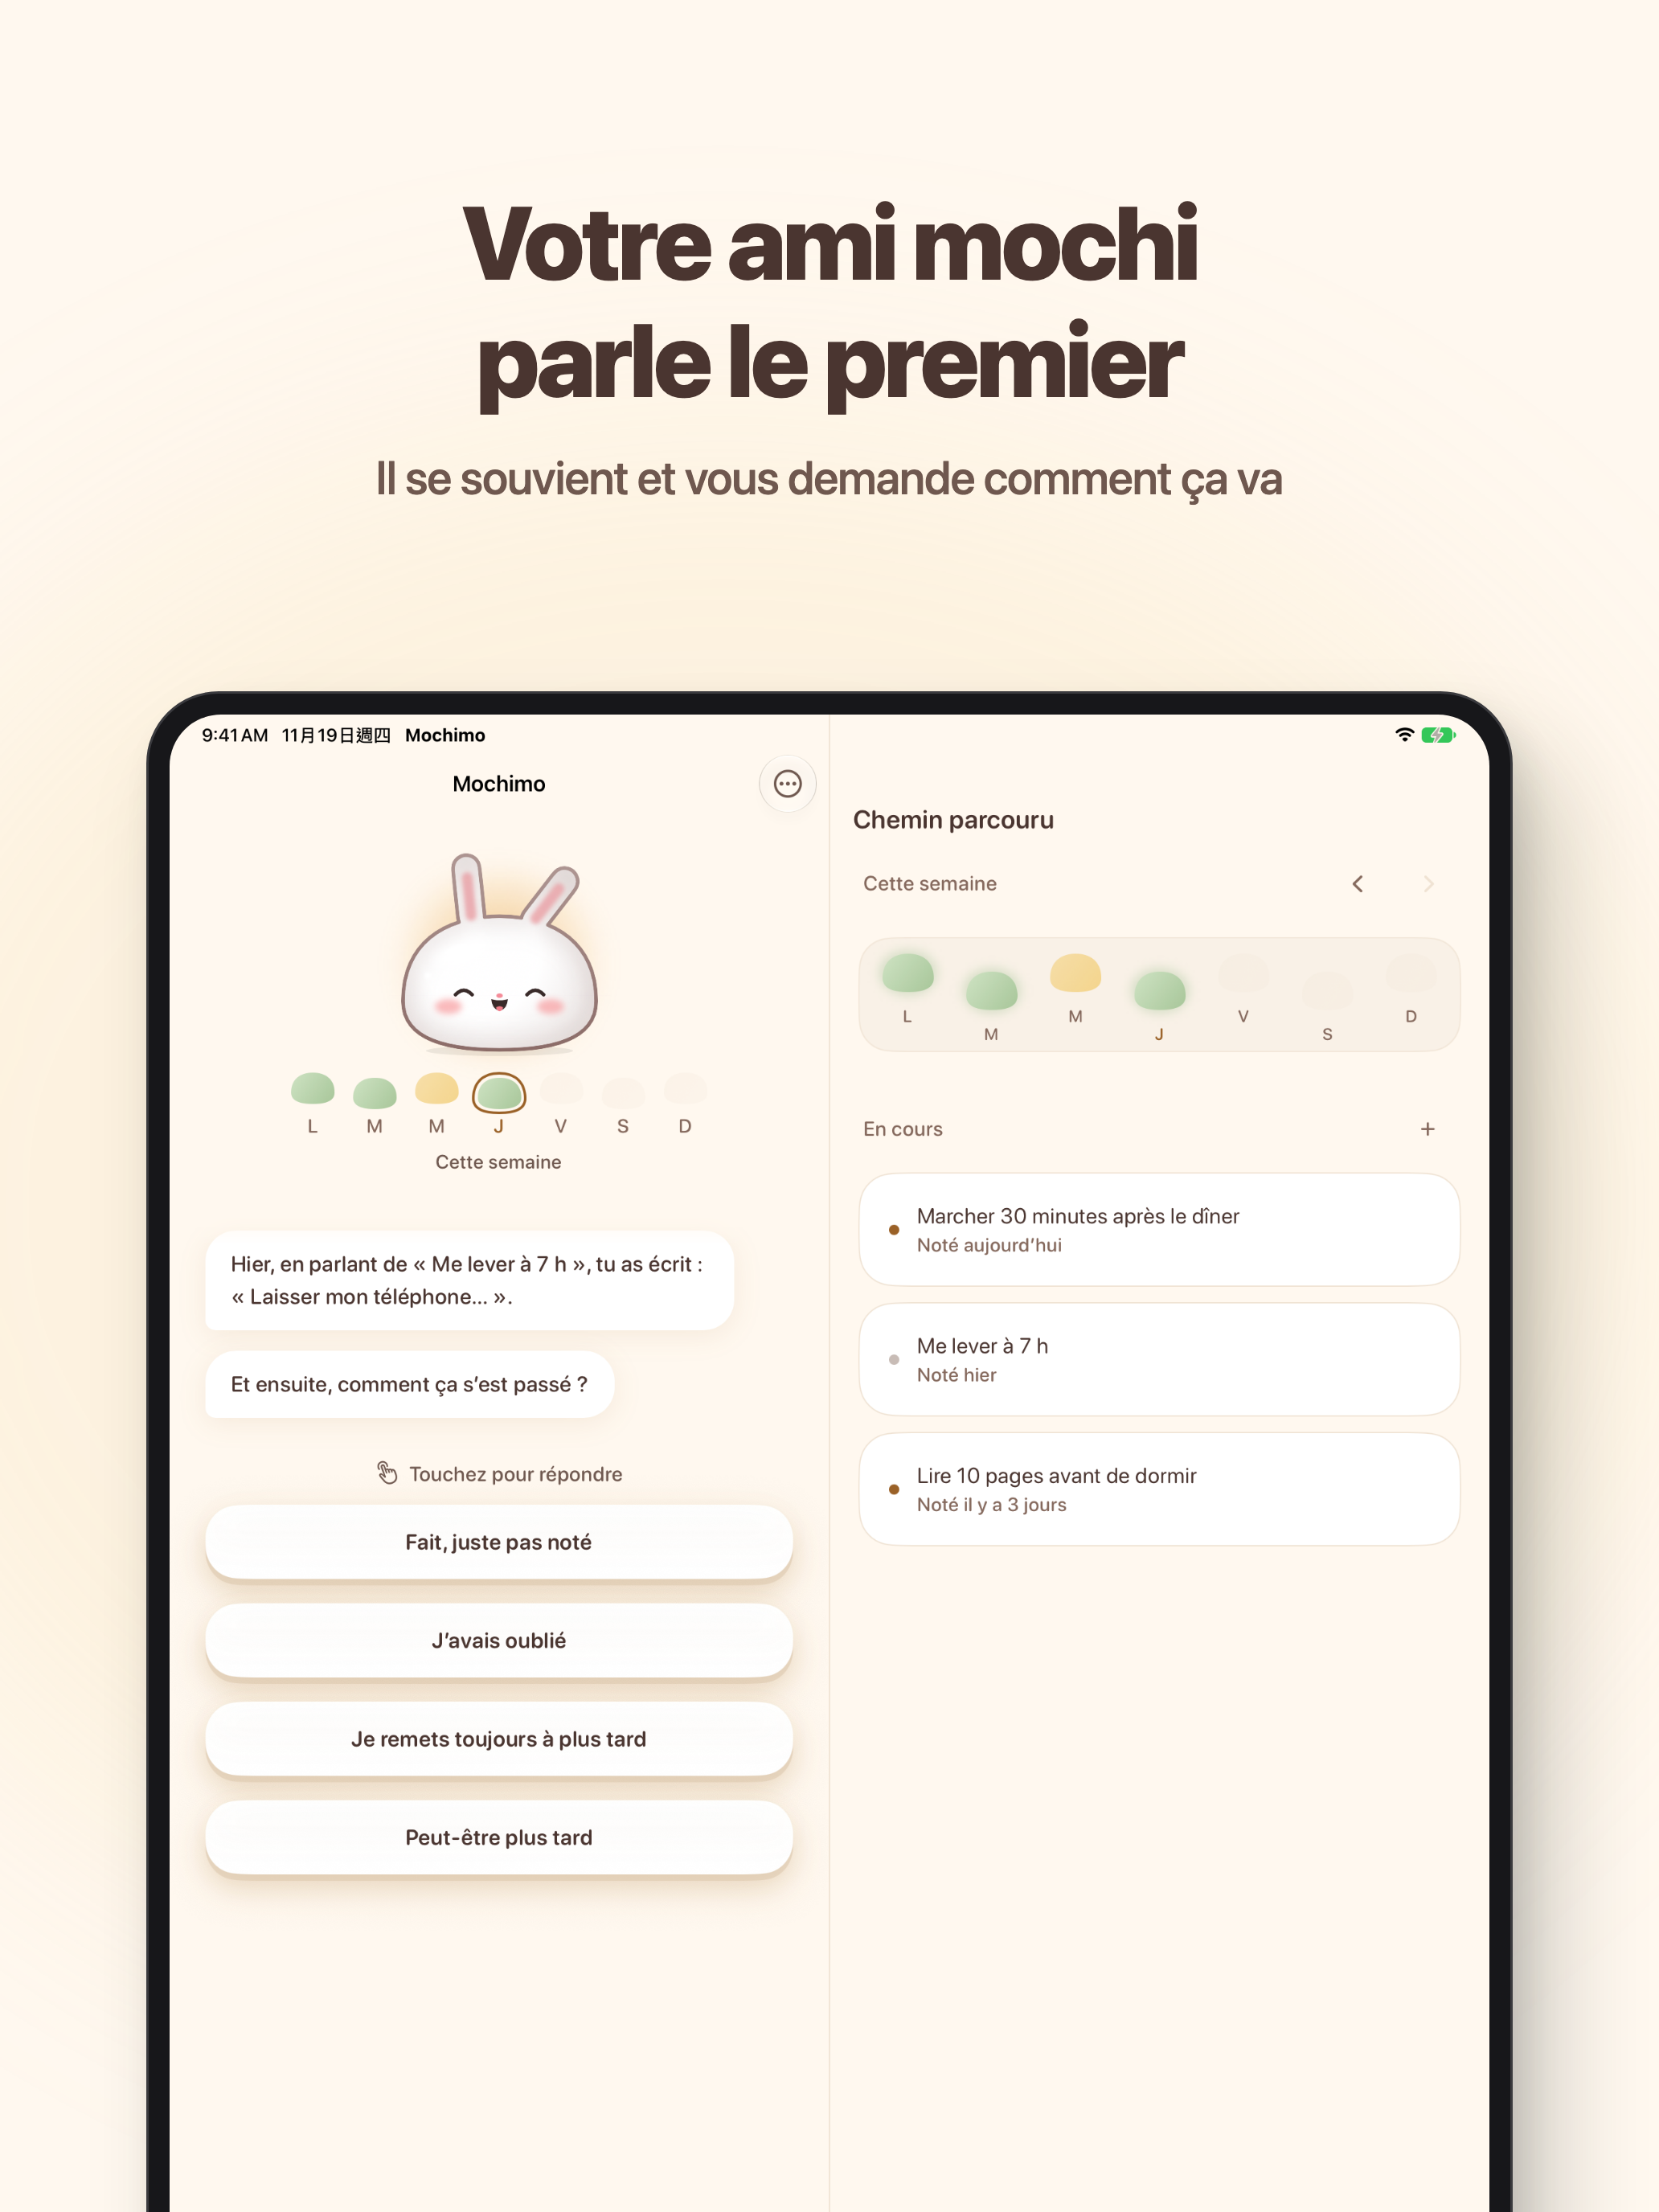 Votre ami mochi
parle le premier
Il se souvient et vous demande comment ça va
9:41 AM 11月19日週四 Mochimo
Mochimo
L M M J V S D
Cette semaine
Hier, en parlant de « Me lever à 7 h », tu as écrit :
« Laisser mon téléphone… ».
Et ensuite, comment ça s’est passé ?
Touchez pour répondre
Fait, juste pas noté
J’avais oublié
Je remets toujours à plus tard
Peut-être plus tard
Chemin parcouru
Cette semaine
L M M J V S D
En cours
Marcher 30 minutes après le dîner
Noté aujourd’hui
Me lever à 7 h
Noté hier
Lire 10 pages avant de dormir
Noté il y a 3 jours